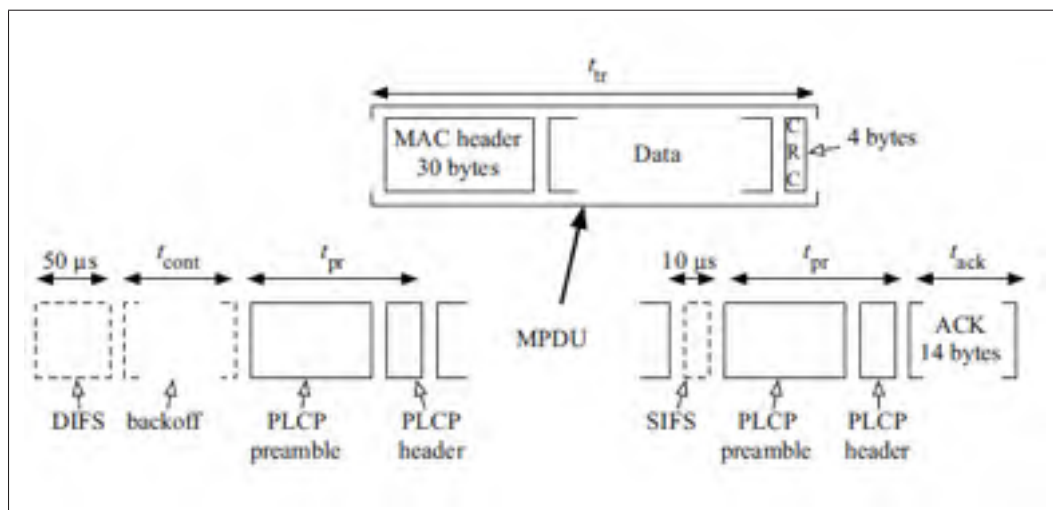 t_tr
MAC header
30 bytes
Data
C
R
C
4 bytes
50 μs
t_cont
t_pr
10 μs
t_pr
t_ack
MPDU
ACK
14 bytes
DIFS
backoff
PLCP
preamble
PLCP
header
SIFS
PLCP
preamble
PLCP
header